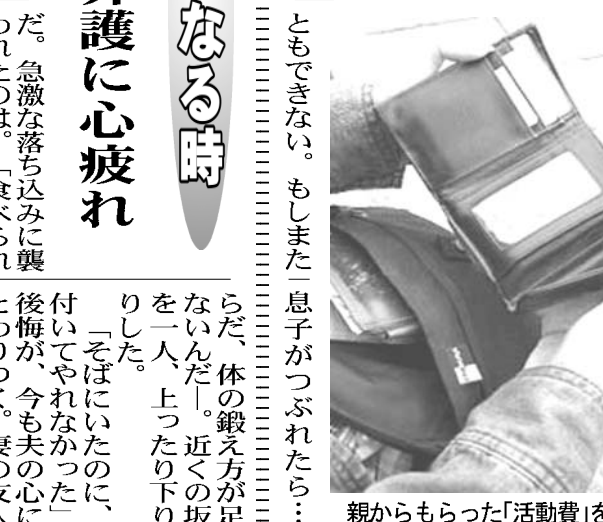 親からもらった「活動費」を
ともできない。もしまた―息子がつぶれたら…
なる時
護に心疲れ
だ。急激な落ち込みに襲
われたのは。「食べられ
らだ、体の鍛え方が足
ないんだ―。近くの坂
を一人、上ったり下り
りした。
「そばにいたのに、
付いてやれなかった」
後悔が、今も夫の心に